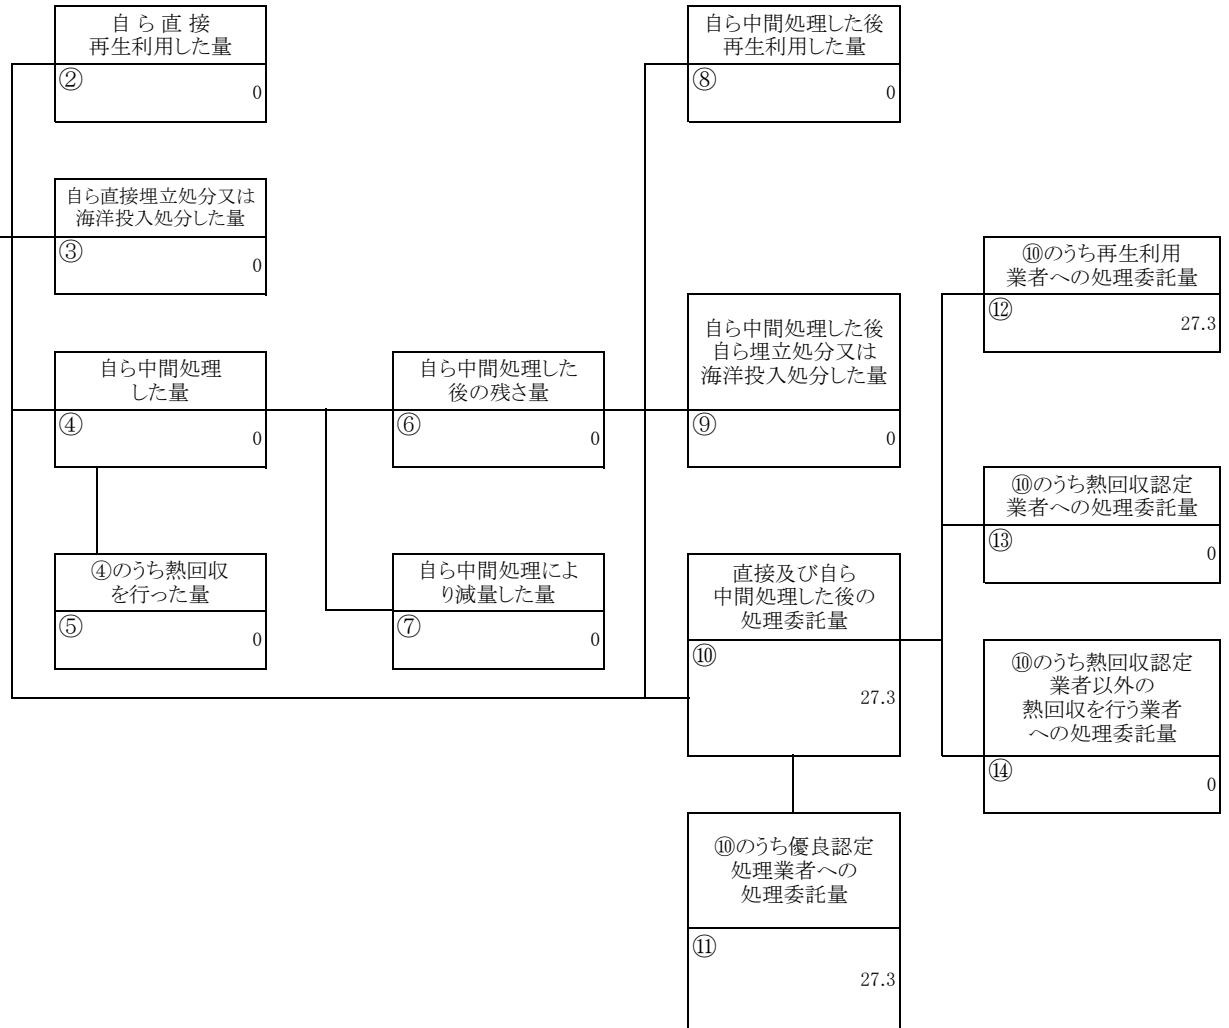 自 ら 直 接
再生利用した量
②
0
自ら中間処理した後
再生利用した量
⑧
0
自ら直接埋立処分又は
海洋投入処分した量
③
0
⑩のうち再生利用
業者への処理委託量
⑫
27.3
自ら中間処理した後
自ら埋立処分又は
海洋投入処分した量
⑨
0
自ら中間処理
した量
④
0
自ら中間処理した
後の残さ量
⑥
0
⑩のうち熱回収認定
業者への処理委託量
⑬
0
④のうち熱回収
を行った量
⑤
0
自ら中間処理によ
り減量した量
⑦
0
直接及び自ら
中間処理した後の
処理委託量
⑩
27.3
⑩のうち熱回収認定
業者以外の
熱回収を行う業者
への処理委託量
⑭
0
⑩のうち優良認定
処理業者への
処理委託量
⑪
27.3